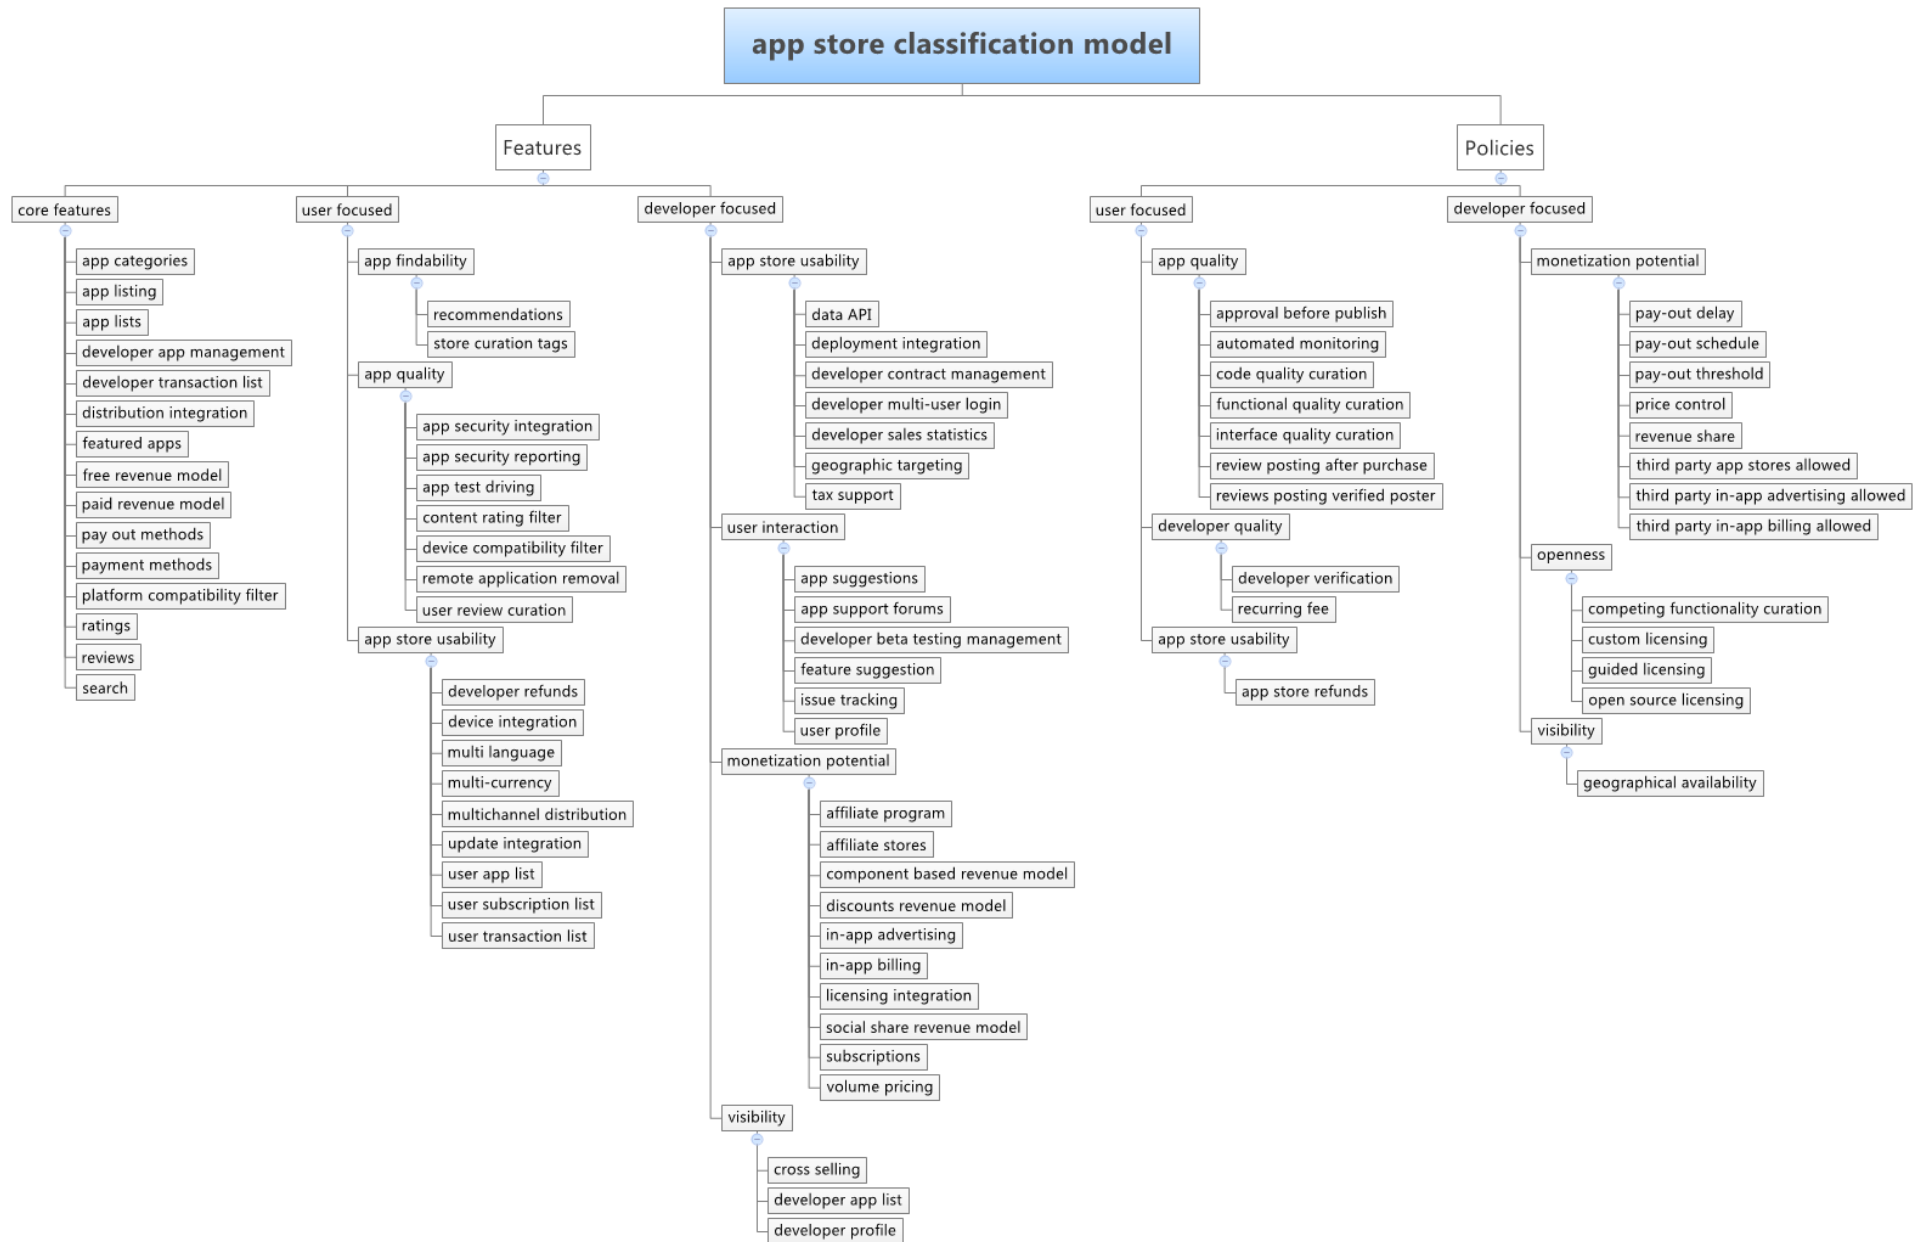 app store classification model
Features
Policies
core features
app categories
app listing
app lists
developer app management
developer transaction list
distribution integration
featured apps
free revenue model
paid revenue model
pay out methods
payment methods
platform compatibility filter
ratings
reviews
search
user focused
app findability
recommendations
store curation tags
app quality
app security integration
app security reporting
app test driving
content rating filter
device compatibility filter
remote application removal
user review curation
app store usability
developer refunds
device integration
multi language
multi-currency
multichannel distribution
update integration
user app list
user subscription list
user transaction list
developer focused
app store usability
data API
deployment integration
developer contract management
developer multi-user login
developer sales statistics
geographic targeting
tax support
user interaction
app suggestions
app support forums
developer beta testing management
feature suggestion
issue tracking
user profile
monetization potential
affiliate program
affiliate stores
component based revenue model
discounts revenue model
in-app advertising
in-app billing
licensing integration
social share revenue model
subscriptions
volume pricing
visibility
cross selling
developer app list
developer profile
user focused
app quality
approval before publish
automated monitoring
code quality curation
functional quality curation
interface quality curation
review posting after purchase
reviews posting verified poster
developer quality
developer verification
recurring fee
app store usability
app store refunds
developer focused
monetization potential
pay-out delay
pay-out schedule
pay-out threshold
price control
revenue share
third party app stores allowed
third party in-app advertising allowed
third party in-app billing allowed
openness
competing functionality curation
custom licensing
guided licensing
open source licensing
visibility
geographical availability